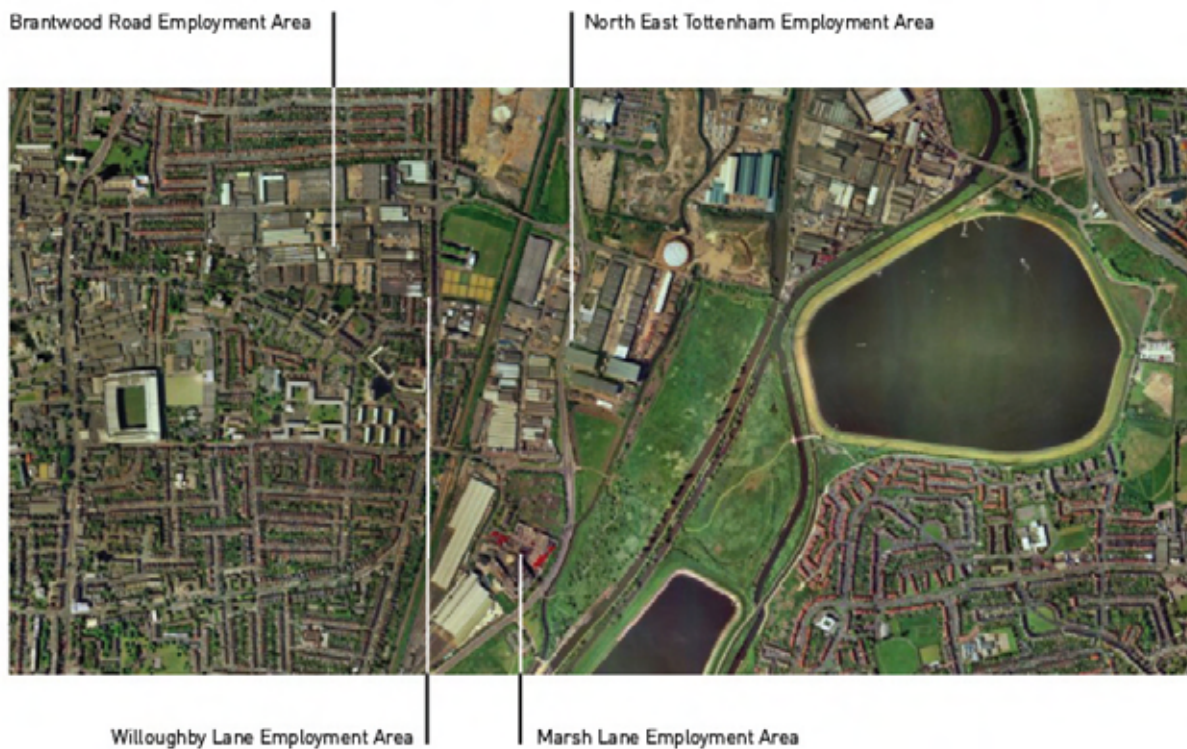 Brantwood Road Employment Area
North East Tottenham Employment Area
Willoughby Lane Employment Area
Marsh Lane Employment Area